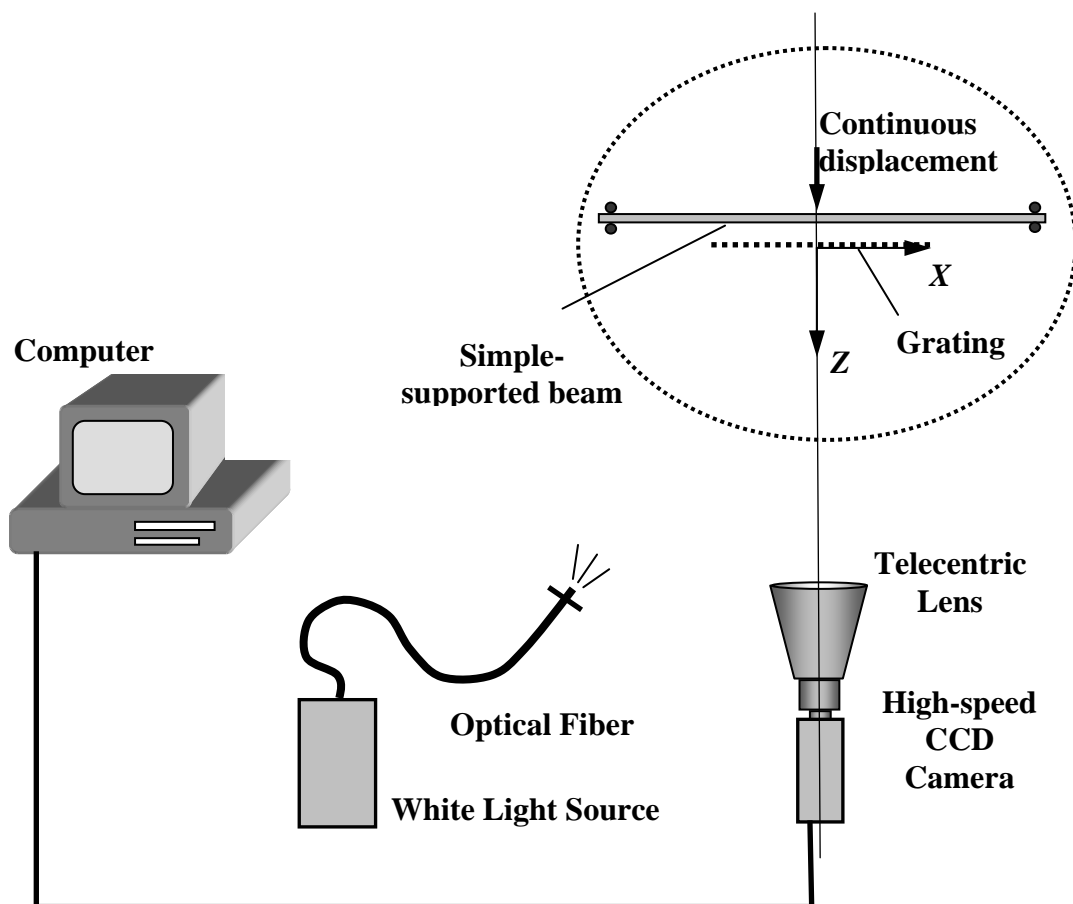 Continuous
displacement
X
Grating
Z
Simple-
supported beam
Computer
Telecentric
Lens
High-speed
CCD
Camera
Optical Fiber
White Light Source